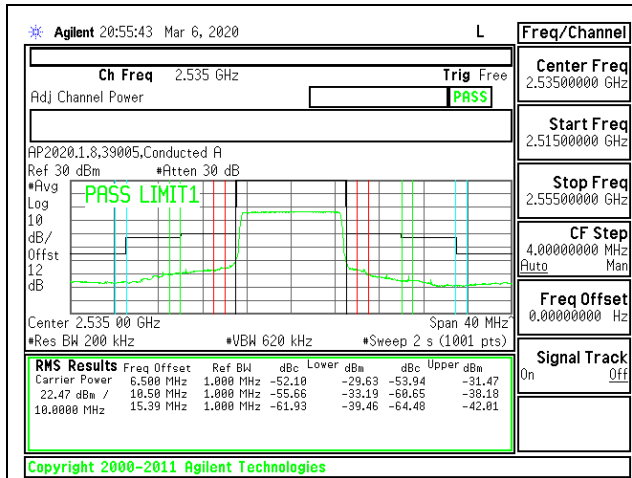 Agilent 20:55:43 Mar 6, 2020 L
Freq/Channel
Ch Freq 2.535 GHz Trig Free
Adj Channel Power PASS
Center Freq
2.53500000 GHz
Start Freq
2.51500000 GHz
Stop Freq
2.55500000 GHz
CF Step
4.00000000 MHz
Auto Man
Freq Offset
0.00000000 Hz
Signal Track
On Off
AP2020.1.8,39005,Conducted A
Ref 30 dBm #Atten 30 dB
#Avg
Log
10
dB/
Offst
12
dB
PASS LIMIT1
Center 2.535 00 GHz Span 40 MHz^
#Res BW 200 kHz #VBW 620 kHz #Sweep 2 s (1001 pts)
RMS Results Freq Offset Ref BW dBc Lower dBm dBc Upper dBm
Carrier Power 6.500 MHz 1.000 MHz -52.10 -29.63 -53.94 -31.47
22.47 dBm / 10.50 MHz 1.000 MHz -55.66 -33.19 -60.65 -38.18
10.0000 MHz 15.39 MHz 1.000 MHz -61.93 -39.46 -64.48 -42.01
Copyright 2000-2011 Agilent Technologies